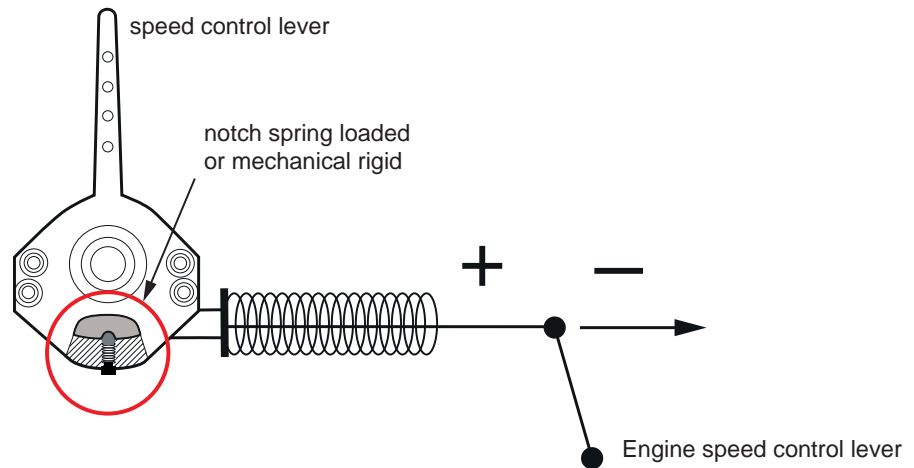 speed control lever
notch spring loaded
or mechanical rigid
+ —
Engine speed control lever